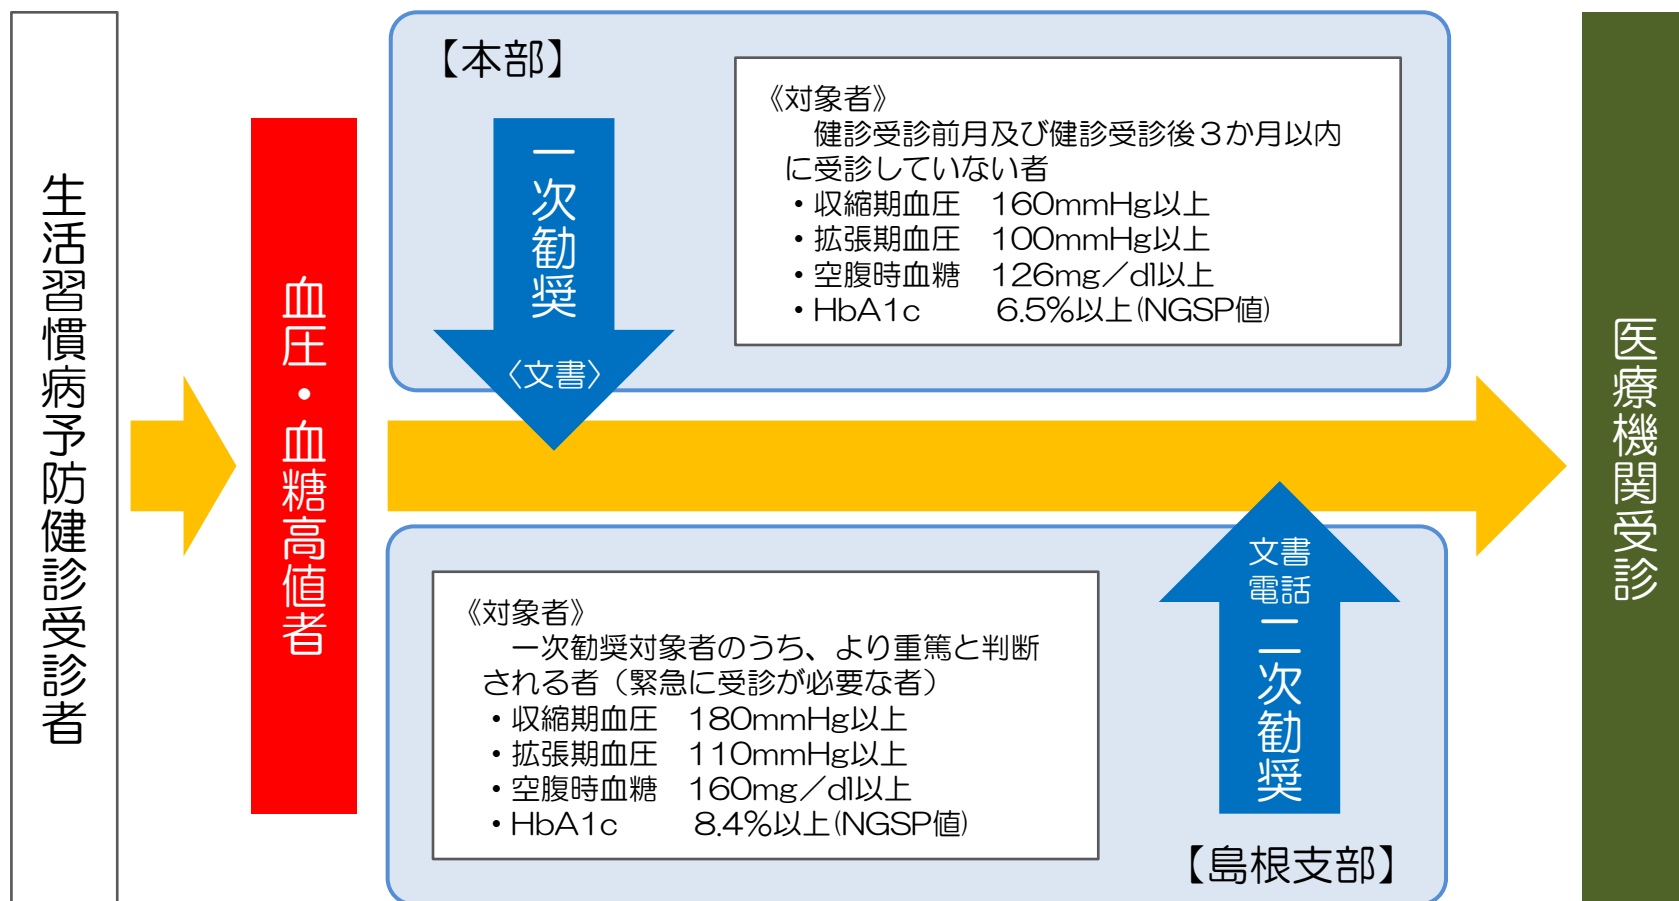 生活習慣病予防健診受診者
血圧・血糖高値者
【本部】
一次勧奨
〈文書〉
《対象者》
健診受診前月及び健診受診後３か月以内
に受診していない者
・収縮期血圧 160mmHg以上
・拡張期血圧 100mmHg以上
・空腹時血糖 126mg／dl以上
・HbA1c 6.5%以上(NGSP値)
《対象者》
一次勧奨対象者のうち、より重篤と判断
される者（緊急に受診が必要な者）
・収縮期血圧 180mmHg以上
・拡張期血圧 110mmHg以上
・空腹時血糖 160mg／dl以上
・HbA1c 8.4%以上(NGSP値)
文書
電話
二次勧奨
【島根支部】
医療機関受診